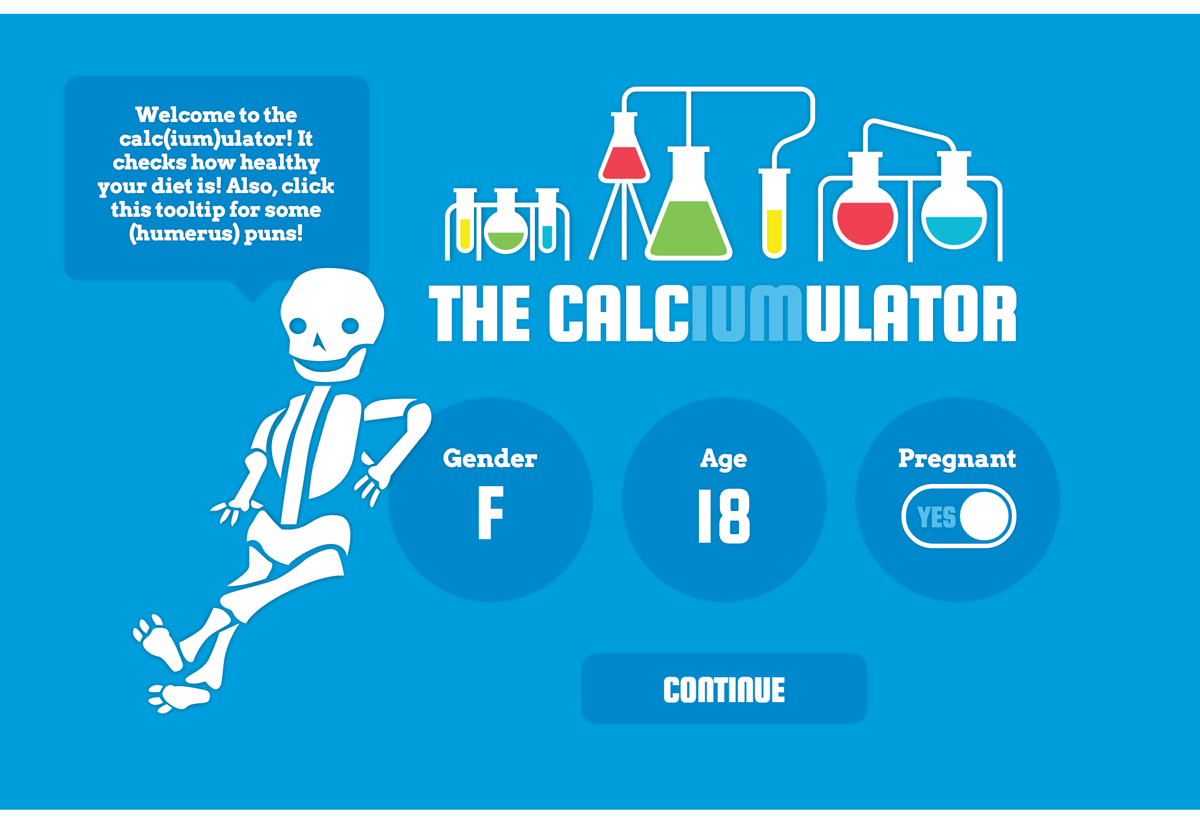 Welcome to the
calc(ium)ulator! It
checks how healthy
your diet is! Also, click
this tooltip for some
(humerus) puns!
THE CALCIUMULATOR
Gender
F
Age
18
Pregnant
YES
CONTINUE